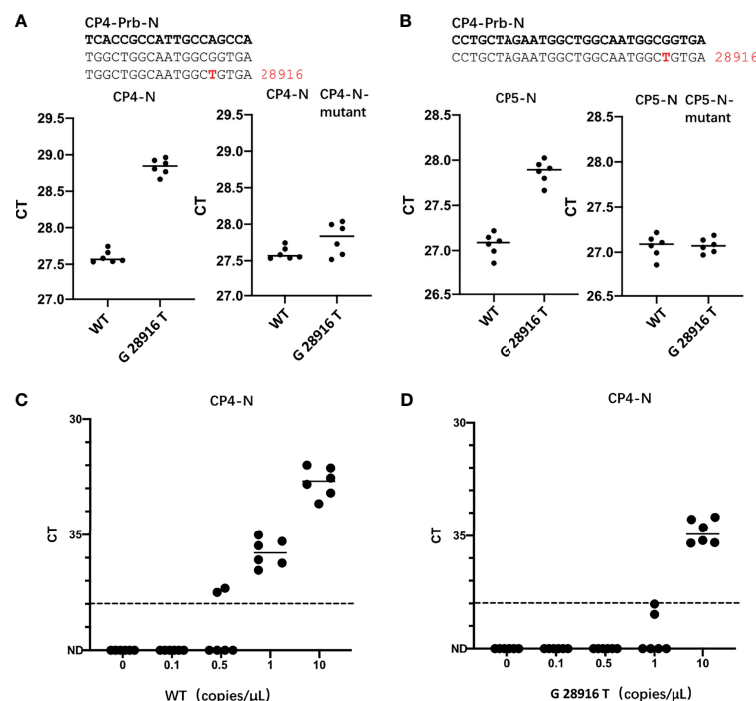 A
CP4-Prb-N
TCACCGCCATTGCCAGCCA
TGGCTGGCAATGGCGGTGA
TGGCTGGCAATGGCTGTGA 28916
CP4-N
CT
29.5
29.0
28.5
28.0
27.5
27.0
WT
G 28916 T
CP4-N
CP4-N-
mutant
CT
29.5
29.0
28.5
28.0
27.5
27.0
WT
G 28916 T
B
CP4-Prb-N
CCTGCTAGAATGGCTGGCAATGGCGGTGA
CCTGCTAGAATGGCTGGCAATGGCTGTGA 28916
CP5-N
CT
28.5
28.0
27.5
27.0
26.5
WT
G 28916 T
CP5-N
CP5-N-
mutant
CT
28.5
28.0
27.5
27.0
26.5
WT
G 28916 T
C
CP4-N
CT
30
35
ND
0 0.1 0.5 1 10
WT (copies/μL)
D
CP4-N
CT
30
35
ND
0 0.1 0.5 1 10
G 28916 T (copies/μL)